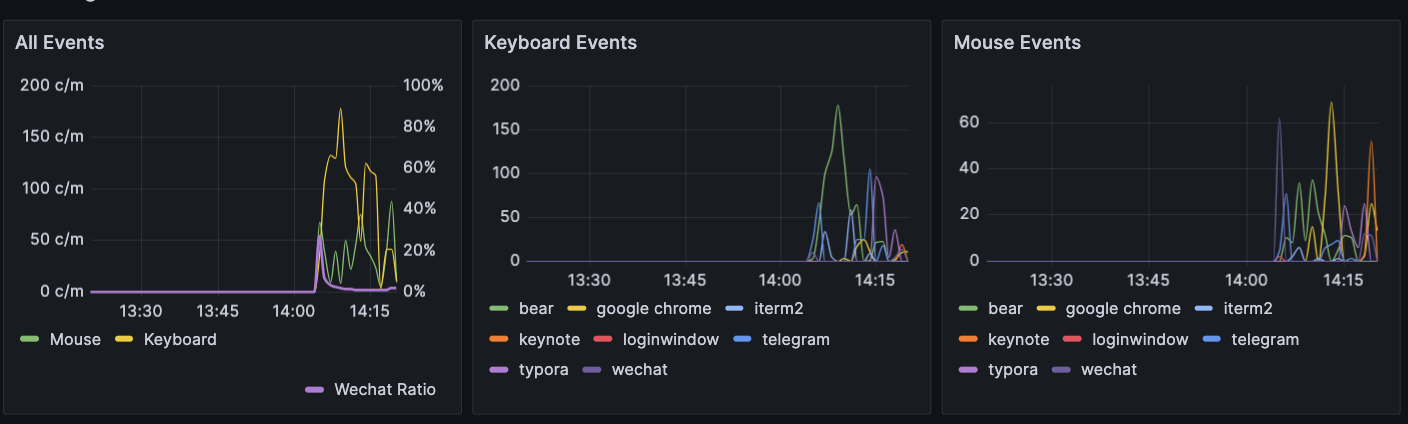 All Events
200 c/m
150 c/m
100 c/m
50 c/m
0 c/m
100%
80%
60%
40%
20%
0%
13:30 13:45 14:00 14:15
Mouse Keyboard
Wechat Ratio
Keyboard Events
200
150
100
50
0
13:30 13:45 14:00 14:15
bear google chrome iterm2
keynote loginwindow telegram
typora wechat
Mouse Events
60
40
20
0
13:30 13:45 14:00 14:15
bear google chrome iterm2
keynote loginwindow telegram
typora wechat